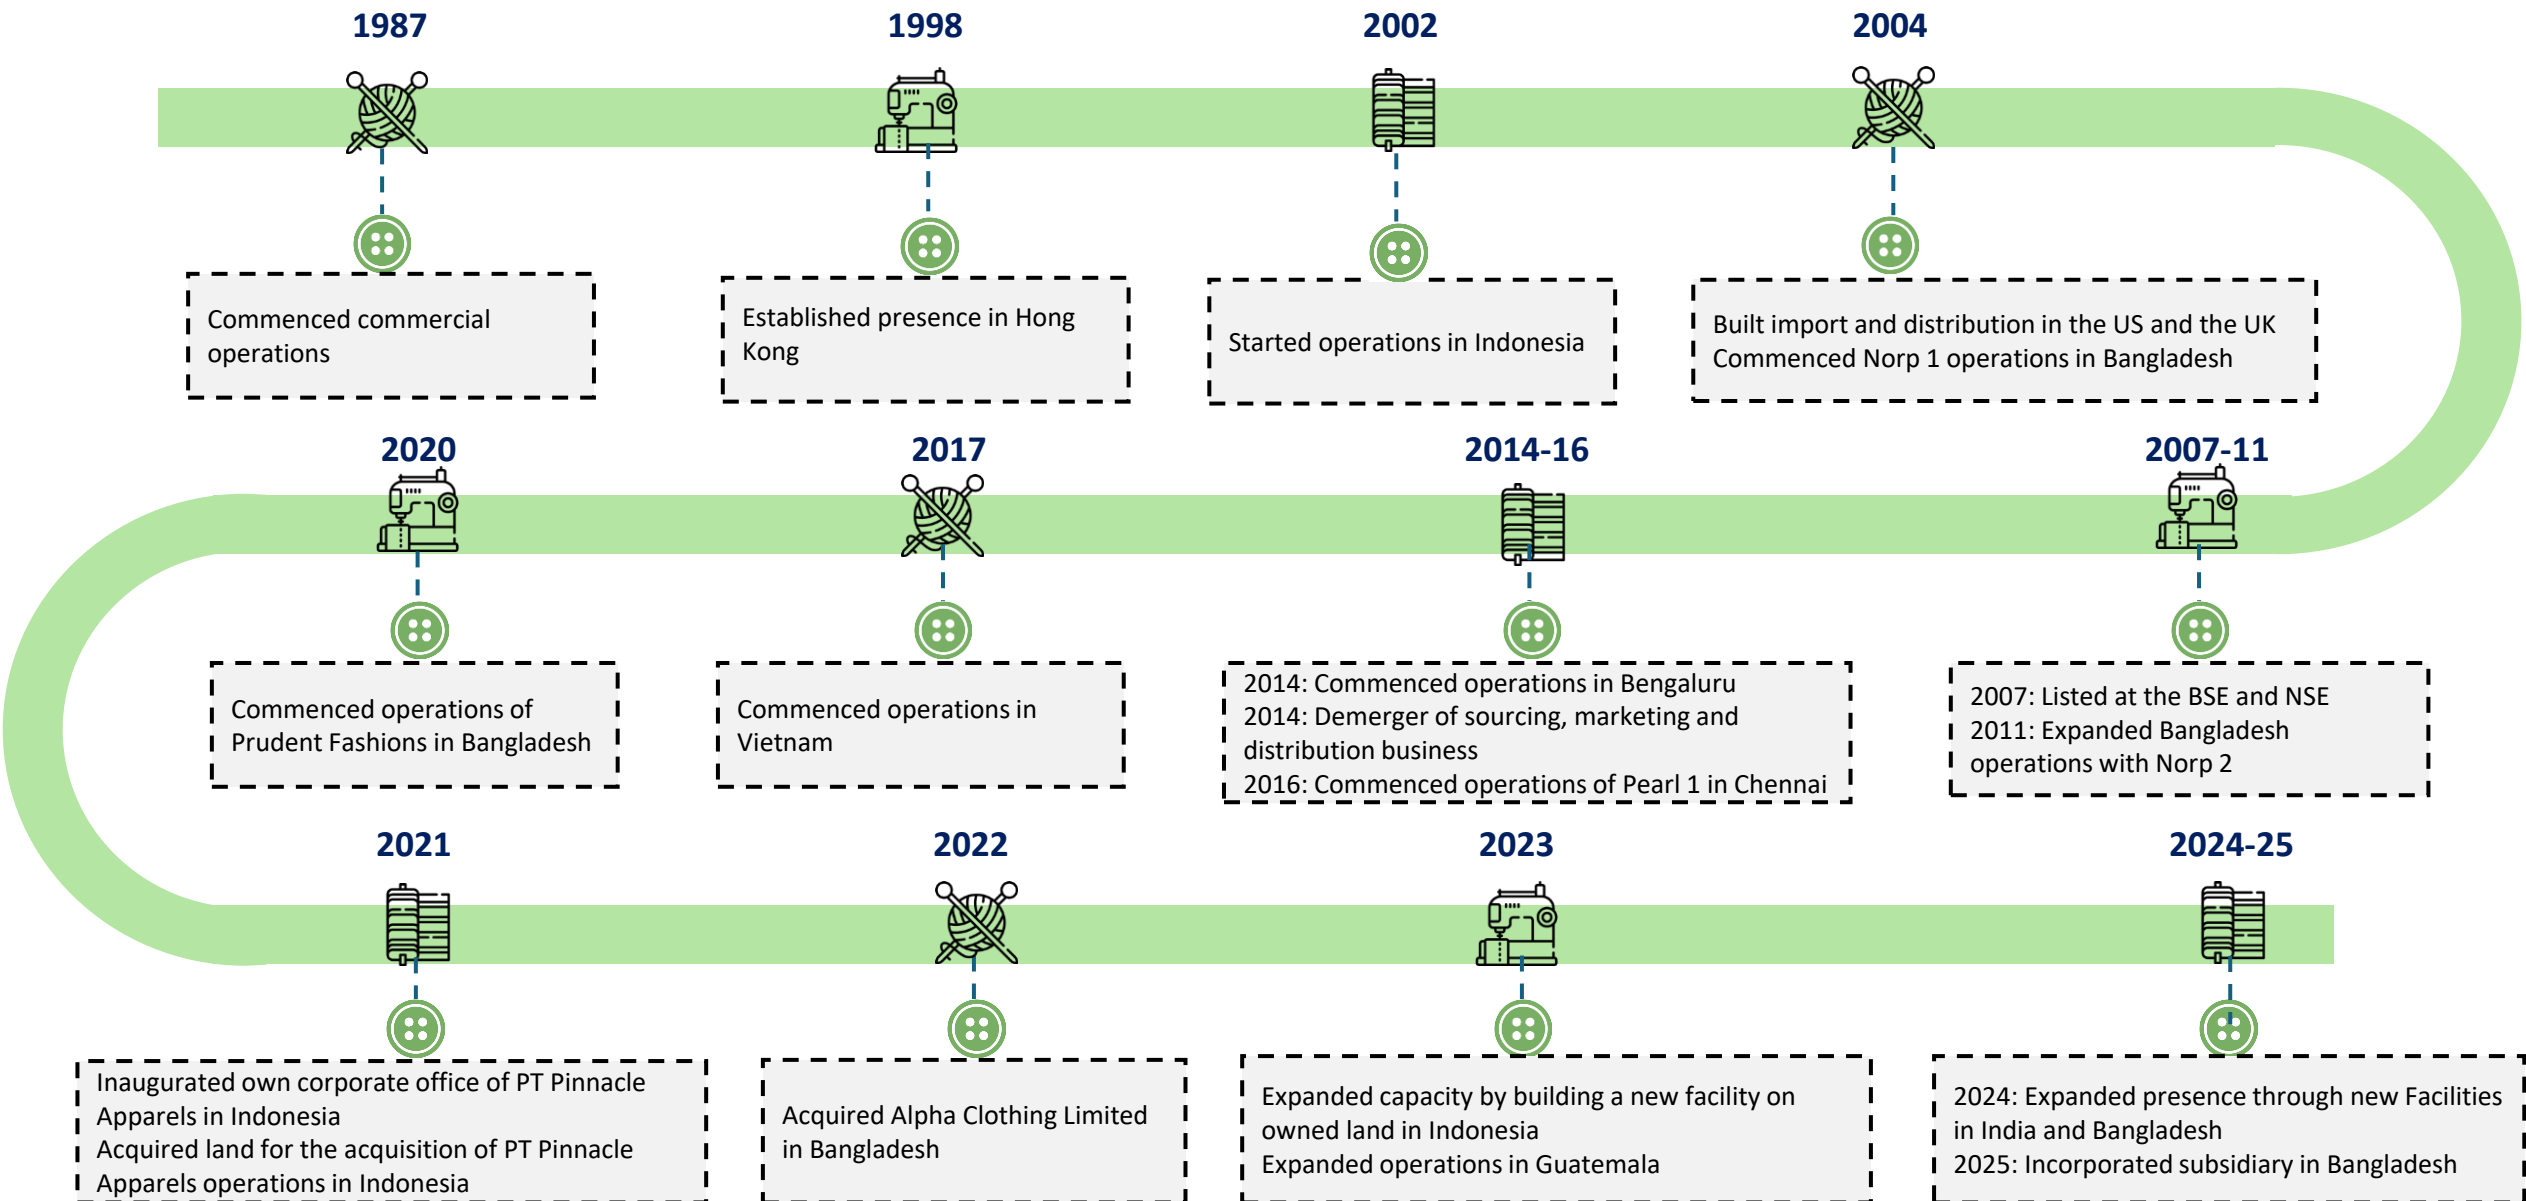 1987
Commenced commercial
operations
1998
Established presence in Hong
Kong
2002
Started operations in Indonesia
2004
Built import and distribution in the US and the UK
Commenced Norp 1 operations in Bangladesh
2007-11
2007: Listed at the BSE and NSE
2011: Expanded Bangladesh
operations with Norp 2
2014-16
2014: Commenced operations in Bengaluru
2014: Demerger of sourcing, marketing and
distribution business
2016: Commenced operations of Pearl 1 in Chennai
2017
Commenced operations in
Vietnam
2020
Commenced operations of
Prudent Fashions in Bangladesh
2021
Inaugurated own corporate office of PT Pinnacle
Apparels in Indonesia
Acquired land for the acquisition of PT Pinnacle
Apparels operations in Indonesia
2022
Acquired Alpha Clothing Limited
in Bangladesh
2023
Expanded capacity by building a new facility on
owned land in Indonesia
Expanded operations in Guatemala
2024-25
2024: Expanded presence through new Facilities
in India and Bangladesh
2025: Incorporated subsidiary in Bangladesh